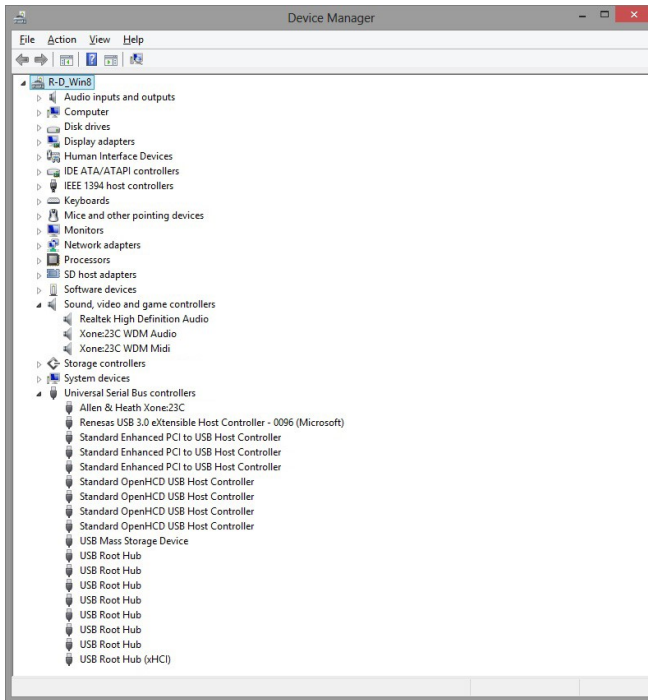 Device Manager
File Action View Help
R-D_Win8
Audio inputs and outputs
Computer
Disk drives
Display adapters
Human Interface Devices
IDE ATA/ATAPI controllers
IEEE 1394 host controllers
Keyboards
Mice and other pointing devices
Monitors
Network adapters
Processors
SD host adapters
Software devices
Sound, video and game controllers
Realtek High Definition Audio
Xone:23C WDM Audio
Xone:23C WDM Midi
Storage controllers
System devices
Universal Serial Bus controllers
Allen & Heath Xone:23C
Renesas USB 3.0 eXtensible Host Controller - 0096 (Microsoft)
Standard Enhanced PCI to USB Host Controller
Standard Enhanced PCI to USB Host Controller
Standard Enhanced PCI to USB Host Controller
Standard OpenHCD USB Host Controller
Standard OpenHCD USB Host Controller
Standard OpenHCD USB Host Controller
Standard OpenHCD USB Host Controller
USB Mass Storage Device
USB Root Hub
USB Root Hub
USB Root Hub
USB Root Hub
USB Root Hub
USB Root Hub
USB Root Hub
USB Root Hub (xHCI)